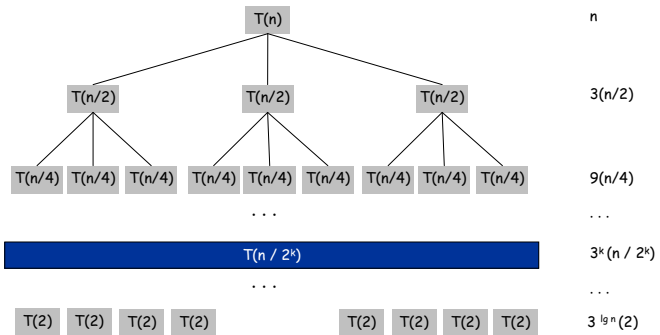 T(n) n
T(n/2) T(n/2) T(n/2) 3(n/2)
T(n/4) T(n/4) T(n/4) T(n/4) T(n/4) T(n/4) T(n/4) T(n/4) T(n/4) 9(n/4)
. . . . . .
T(n / 2ᵏ) 3ᵏ (n / 2ᵏ)
. . . . . .
T(2) T(2) T(2) T(2) T(2) T(2) T(2) T(2) 3 ˡᵍ ⁿ (2)